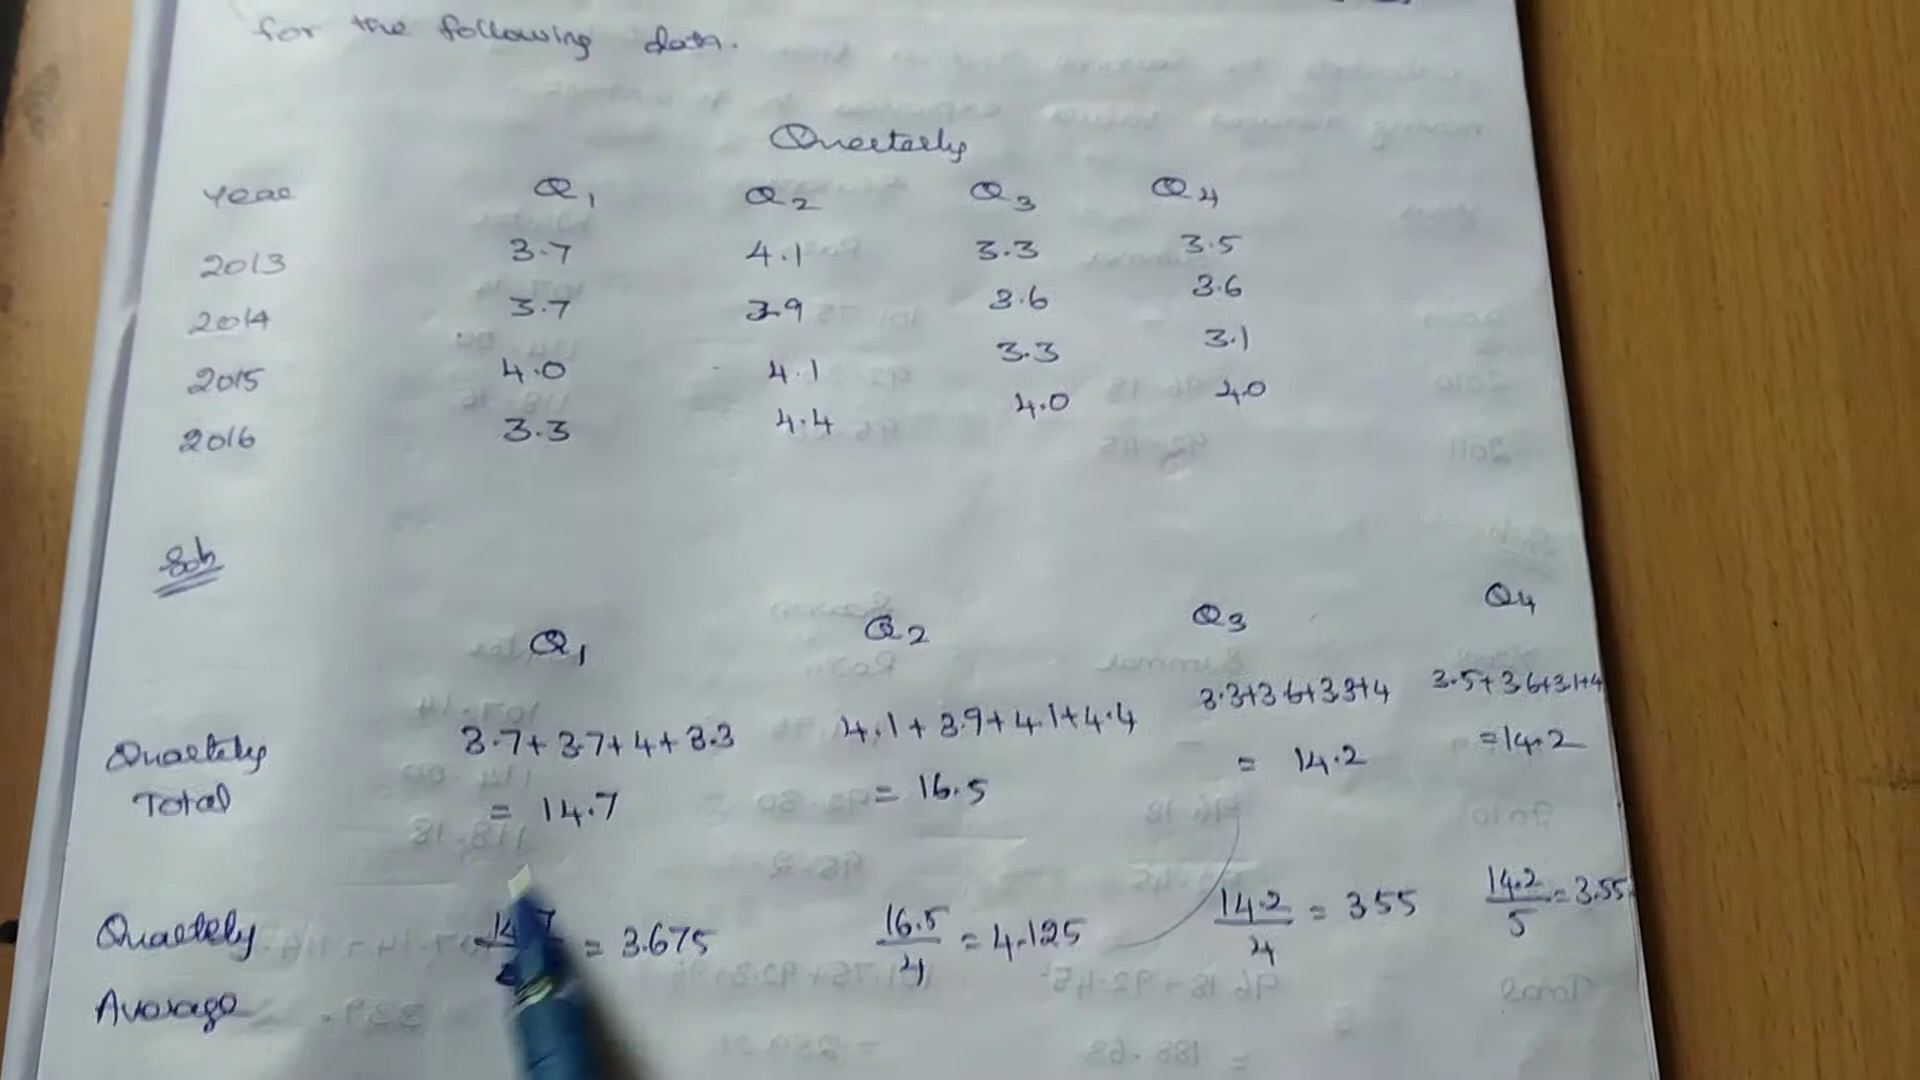 for the following data.
Quarterly
Year Q1 Q2 Q3 Q4
2013 3.7 4.1 3.3 3.5
2014 3.7 3.9 3.6 3.6
2015 4.0 4.1 3.3 3.1
2016 3.3 4.4 4.0 4.0
Soln
Q1 Q2 Q3 Q4
Quarterly Total
3.7+3.7+4+3.3 = 14.7
4.1+3.9+4.1+4.4 = 16.5
3.3+3.6+3.3+4 = 14.2
3.5+3.6+3.1+4 =14.2
Quarterly Average
= 3.675
16.5/4 = 4.125
14.2/4 = 355
14.2/5 = 3.55